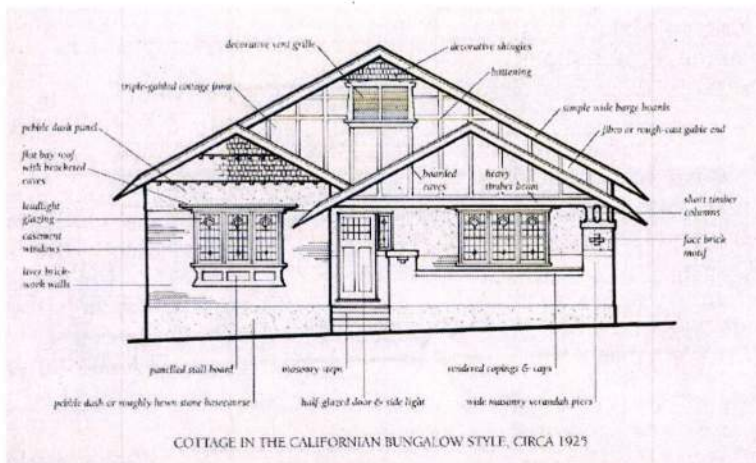 decorative vent grille
decorative shingles
triple-gabled cottage front
battening
simple wide barge boards
pebble dash panel
fibro or rough-cast gable end
flat bay roof
with bracketed
eaves
boarded
eaves
heavy
timber beam
short timber
columns
leadlight
glazing
casement
windows
face brick
motif
liver brick-
work walls
panelled stall board
masonry steps
rendered copings & caps
pebble dash or roughly hewn stone basecourse
half-glazed door & side light
wide masonry verandah piers
COTTAGE IN THE CALIFORNIAN BUNGALOW STYLE, CIRCA 1925